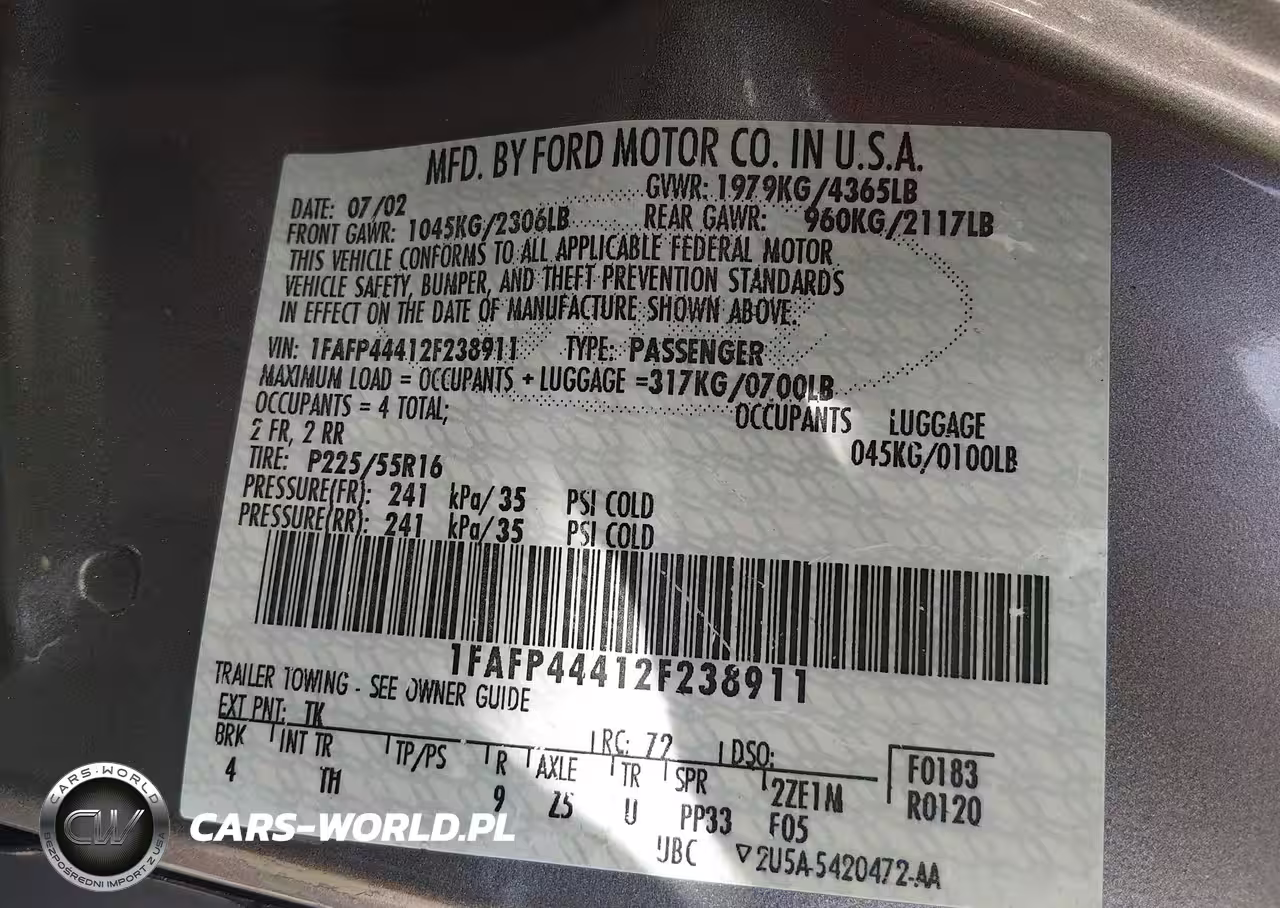 MFD. BY FORD MOTOR CO. IN U.S.A.
DATE: 07/02 GVWR: 1979KG/4365LB
FRONT GAWR: 1045KG/2306LB REAR GAWR: 960KG/2117LB
THIS VEHICLE CONFORMS TO ALL APPLICABLE FEDERAL MOTOR
VEHICLE SAFETY, BUMPER, AND THEFT PREVENTION STANDARDS
IN EFFECT ON THE DATE OF MANUFACTURE SHOWN ABOVE.
VIN: 1FAFP44412F238911 TYPE: PASSENGER
MAXIMUM LOAD = OCCUPANTS + LUGGAGE =317KG/0700LB
OCCUPANTS = 4 TOTAL; OCCUPANTS LUGGAGE
2 FR, 2 RR 045KG/0100LB
TIRE: P225/55R16
PRESSURE(FR): 241 kPa/35 PSI COLD
PRESSURE(RR): 241 kPa/35 PSI COLD
1FAFP44412F238911
TRAILER TOWING - SEE OWNER GUIDE
EXT PNT: TK RC: 72 DSO: F0183
BRK INT TR TP/PS R AXLE TR SPR 2ZE1M R0120
4 TH 9 Z5 U PP33 F05
UBC ▽2U5A-5420472-AA
CARS-WORLD
CW
BEZPOŚREDNI IMPORT Z USA
CARS-WORLD.PL